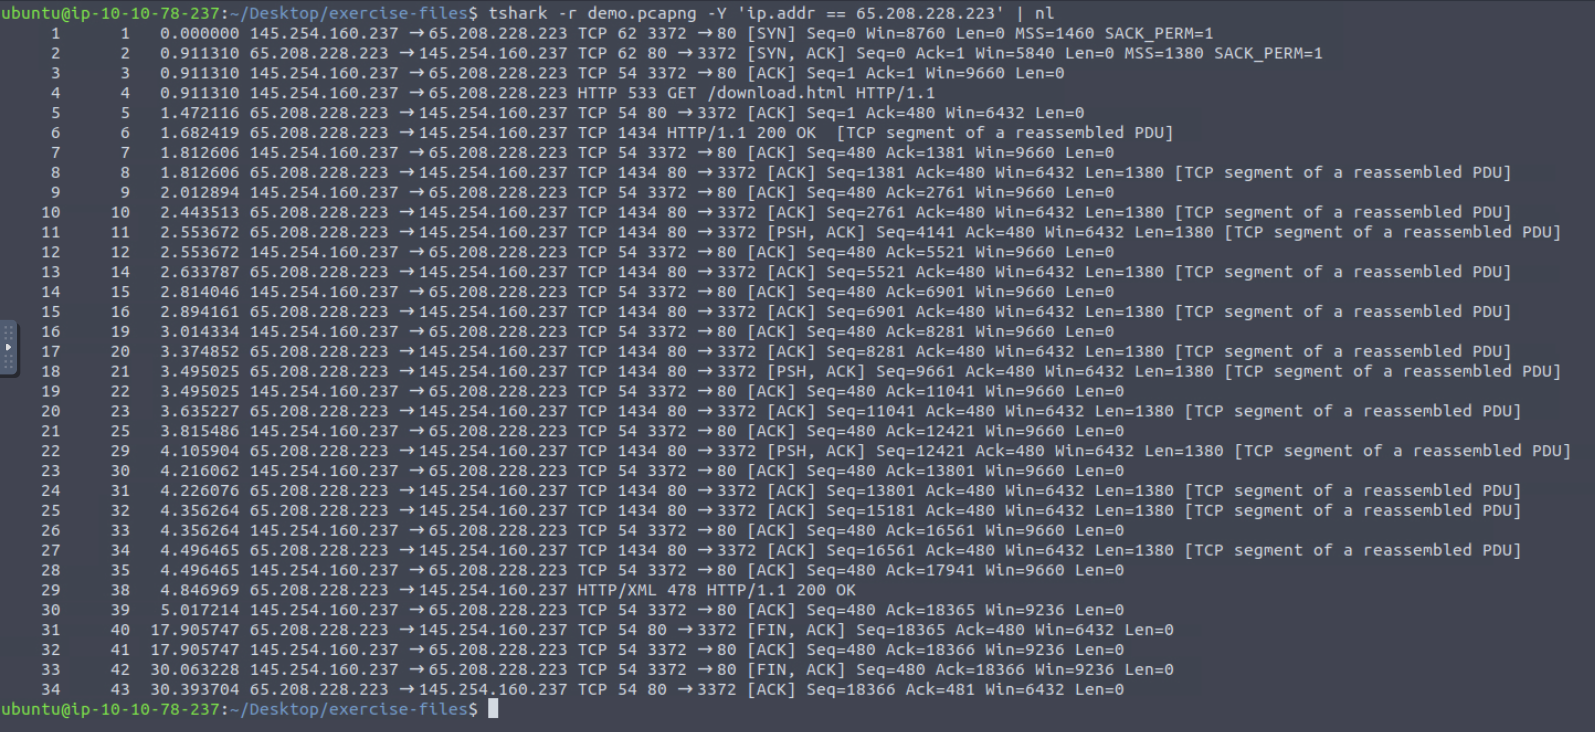 ubuntu@ip-10-10-78-237:~/Desktop/exercise-files$ tshark -r demo.pcapng -Y 'ip.addr == 65.208.228.223' | nl
1 1 0.000000 145.254.160.237 → 65.208.228.223 TCP 62 3372 → 80 [SYN] Seq=0 Win=8760 Len=0 MSS=1460 SACK_PERM=1
2 2 0.911310 65.208.228.223 → 145.254.160.237 TCP 62 80 → 3372 [SYN, ACK] Seq=0 Ack=1 Win=5840 Len=0 MSS=1380 SACK_PERM=1
3 3 0.911310 145.254.160.237 → 65.208.228.223 TCP 54 3372 → 80 [ACK] Seq=1 Ack=1 Win=9660 Len=0
4 4 0.911310 145.254.160.237 → 65.208.228.223 HTTP 533 GET /download.html HTTP/1.1
5 5 1.472116 65.208.228.223 → 145.254.160.237 TCP 54 80 → 3372 [ACK] Seq=1 Ack=480 Win=6432 Len=0
6 6 1.682419 65.208.228.223 → 145.254.160.237 TCP 1434 HTTP/1.1 200 OK [TCP segment of a reassembled PDU]
7 7 1.812606 145.254.160.237 → 65.208.228.223 TCP 54 3372 → 80 [ACK] Seq=480 Ack=1381 Win=9660 Len=0
8 8 1.812606 65.208.228.223 → 145.254.160.237 TCP 1434 80 → 3372 [ACK] Seq=1381 Ack=480 Win=6432 Len=1380 [TCP segment of a reassembled PDU]
9 9 2.012894 145.254.160.237 → 65.208.228.223 TCP 54 3372 → 80 [ACK] Seq=480 Ack=2761 Win=9660 Len=0
10 10 2.443513 65.208.228.223 → 145.254.160.237 TCP 1434 80 → 3372 [ACK] Seq=2761 Ack=480 Win=6432 Len=1380 [TCP segment of a reassembled PDU]
11 11 2.553672 65.208.228.223 → 145.254.160.237 TCP 1434 80 → 3372 [PSH, ACK] Seq=4141 Ack=480 Win=6432 Len=1380 [TCP segment of a reassembled PDU]
12 12 2.553672 145.254.160.237 → 65.208.228.223 TCP 54 3372 → 80 [ACK] Seq=480 Ack=5521 Win=9660 Len=0
13 14 2.633787 65.208.228.223 → 145.254.160.237 TCP 1434 80 → 3372 [ACK] Seq=5521 Ack=480 Win=6432 Len=1380 [TCP segment of a reassembled PDU]
14 15 2.814046 145.254.160.237 → 65.208.228.223 TCP 54 3372 → 80 [ACK] Seq=480 Ack=6901 Win=9660 Len=0
15 16 2.894161 65.208.228.223 → 145.254.160.237 TCP 1434 80 → 3372 [ACK] Seq=6901 Ack=480 Win=6432 Len=1380 [TCP segment of a reassembled PDU]
16 19 3.014334 145.254.160.237 → 65.208.228.223 TCP 54 3372 → 80 [ACK] Seq=480 Ack=8281 Win=9660 Len=0
17 20 3.374852 65.208.228.223 → 145.254.160.237 TCP 1434 80 → 3372 [ACK] Seq=8281 Ack=480 Win=6432 Len=1380 [TCP segment of a reassembled PDU]
18 21 3.495025 65.208.228.223 → 145.254.160.237 TCP 1434 80 → 3372 [PSH, ACK] Seq=9661 Ack=480 Win=6432 Len=1380 [TCP segment of a reassembled PDU]
19 22 3.495025 145.254.160.237 → 65.208.228.223 TCP 54 3372 → 80 [ACK] Seq=480 Ack=11041 Win=9660 Len=0
20 23 3.635227 65.208.228.223 → 145.254.160.237 TCP 1434 80 → 3372 [ACK] Seq=11041 Ack=480 Win=6432 Len=1380 [TCP segment of a reassembled PDU]
21 25 3.815486 145.254.160.237 → 65.208.228.223 TCP 54 3372 → 80 [ACK] Seq=480 Ack=12421 Win=9660 Len=0
22 29 4.105904 65.208.228.223 → 145.254.160.237 TCP 1434 80 → 3372 [PSH, ACK] Seq=12421 Ack=480 Win=6432 Len=1380 [TCP segment of a reassembled PDU]
23 30 4.216062 145.254.160.237 → 65.208.228.223 TCP 54 3372 → 80 [ACK] Seq=480 Ack=13801 Win=9660 Len=0
24 31 4.226076 65.208.228.223 → 145.254.160.237 TCP 1434 80 → 3372 [ACK] Seq=13801 Ack=480 Win=6432 Len=1380 [TCP segment of a reassembled PDU]
25 32 4.356264 65.208.228.223 → 145.254.160.237 TCP 1434 80 → 3372 [ACK] Seq=15181 Ack=480 Win=6432 Len=1380 [TCP segment of a reassembled PDU]
26 33 4.356264 145.254.160.237 → 65.208.228.223 TCP 54 3372 → 80 [ACK] Seq=480 Ack=16561 Win=9660 Len=0
27 34 4.496465 65.208.228.223 → 145.254.160.237 TCP 1434 80 → 3372 [ACK] Seq=16561 Ack=480 Win=6432 Len=1380 [TCP segment of a reassembled PDU]
28 35 4.496465 145.254.160.237 → 65.208.228.223 TCP 54 3372 → 80 [ACK] Seq=480 Ack=17941 Win=9660 Len=0
29 38 4.846969 65.208.228.223 → 145.254.160.237 HTTP/XML 478 HTTP/1.1 200 OK
30 39 5.017214 145.254.160.237 → 65.208.228.223 TCP 54 3372 → 80 [ACK] Seq=480 Ack=18365 Win=9236 Len=0
31 40 17.905747 65.208.228.223 → 145.254.160.237 TCP 54 80 → 3372 [FIN, ACK] Seq=18365 Ack=480 Win=6432 Len=0
32 41 17.905747 145.254.160.237 → 65.208.228.223 TCP 54 3372 → 80 [ACK] Seq=480 Ack=18366 Win=9236 Len=0
33 42 30.063228 145.254.160.237 → 65.208.228.223 TCP 54 3372 → 80 [FIN, ACK] Seq=480 Ack=18366 Win=9236 Len=0
34 43 30.393704 65.208.228.223 → 145.254.160.237 TCP 54 80 → 3372 [ACK] Seq=18366 Ack=481 Win=6432 Len=0
ubuntu@ip-10-10-78-237:~/Desktop/exercise-files$